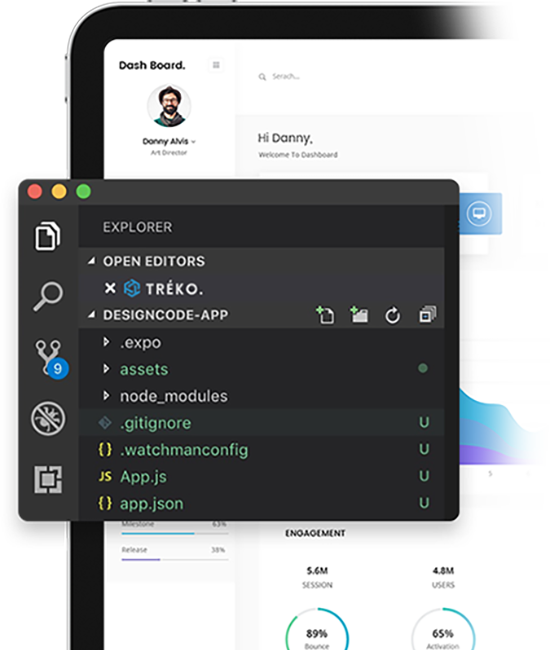 Dash Board.
Serach...
Danny Alvis
Art Director
Hi Danny,
Welcome To Dashboard
EXPLORER
OPEN EDITORS
TRÉKO.
DESIGNCODE-APP
.expo
assets
node_modules
9
.gitignore U
.watchmanconfig U
JS App.js U
app.json U
5
Milestone 63%
Release 38%
ENGAGEMENT
5.6M 4.8M
SESSION USERS
89% 65%
Bounce Activation